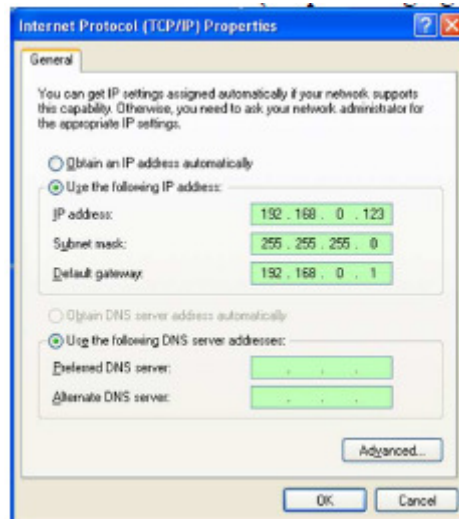 Internet Protocol (TCP/IP) Properties
General
You can get IP settings assigned automatically if your network supports
this capability. Otherwise, you need to ask your network administrator for
the appropriate IP settings.
Obtain an IP address automatically
Use the following IP address:
IP address: 192 . 168 . 0 . 123
Subnet mask: 255 . 255 . 255 . 0
Default gateway: 192 . 168 . 0 . 1
Obtain DNS server address automatically
Use the following DNS server addresses:
Preferred DNS server: . . .
Alternate DNS server: . . .
Advanced...
OK Cancel